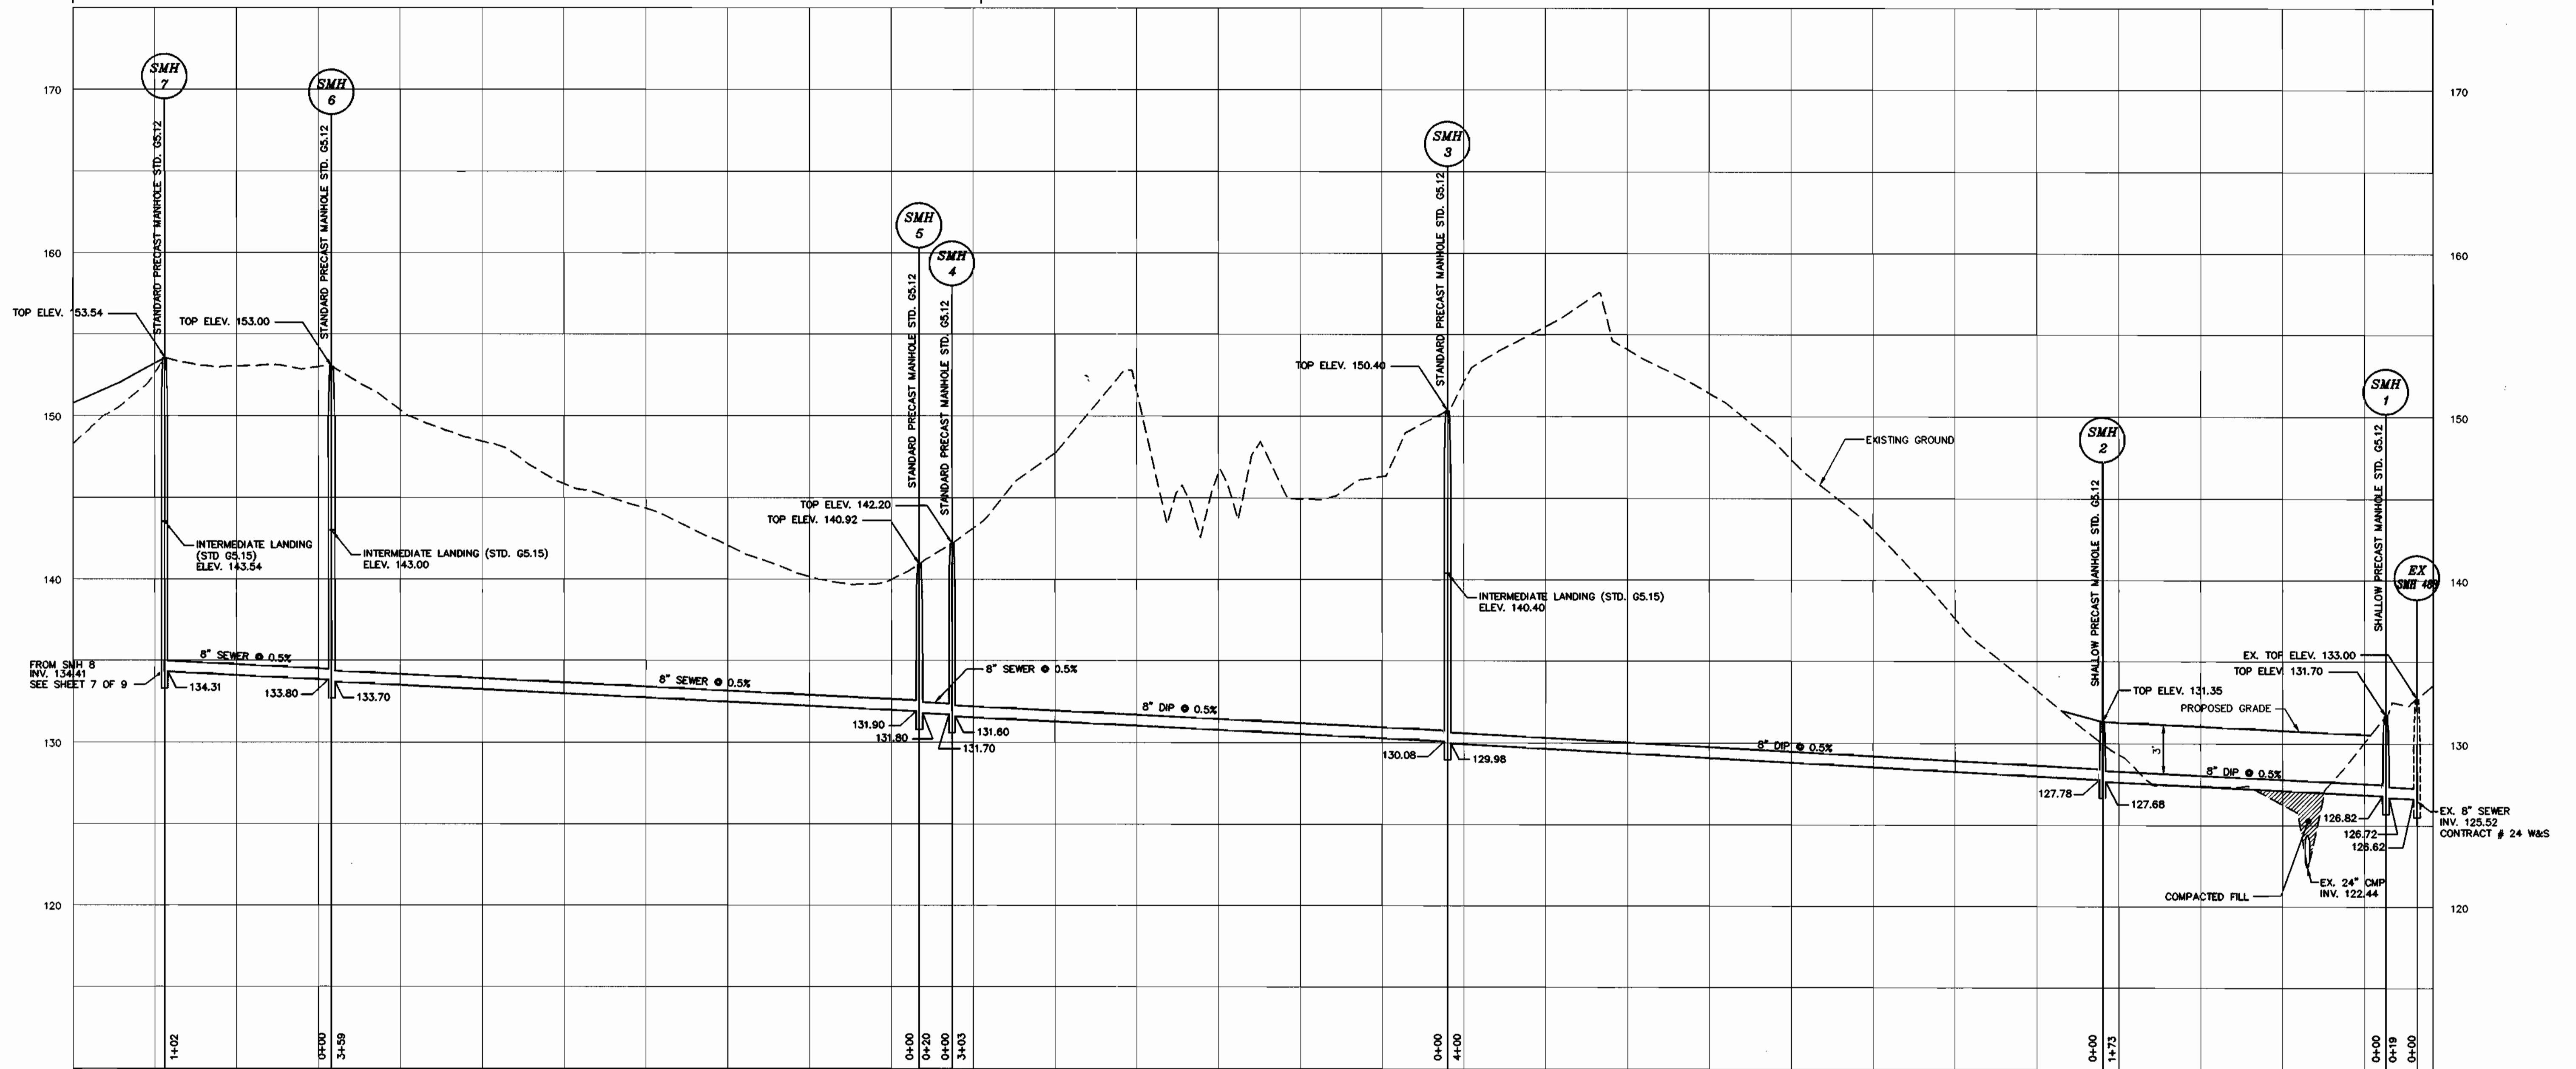 SMH
7
SMH
6
SMH
5
SMH
4
SMH
3
SMH
2
SMH
1
EX
170
170
160
160
150
150
140
140
130
130
120
120
STANDARD PRECAST MANHOLE STD. G5.12
STANDARD PRECAST MANHOLE STD. G5.12
STANDARD PRECAST MANHOLE STD. G5.12
STANDARD PRECAST MANHOLE STD. G5.12
STANDARD PRECAST MANHOLE STD. G5.12
SHALLOW PRECAST MANHOLE STD. G5.12
SHALLOW PRECAST MANHOLE STD. G5.12
TOP ELEV. 153.54
TOP ELEV. 153.00
TOP ELEV. 142.20
TOP ELEV. 140.92
TOP ELEV. 150.40
EXISTING GROUND
INTERMEDIATE LANDING
(STD G5.15)
ELEV. 143.54
INTERMEDIATE LANDING (STD. G5.15)
ELEV. 143.00
INTERMEDIATE LANDING (STD. G5.15)
ELEV. 140.40
EX. TOP ELEV. 133.00
TOP ELEV. 131.70
TOP ELEV. 131.35
PROPOSED GRADE
3'
FROM SMH 8
INV. 134.41
SEE SHEET 7 OF 9
8" SEWER @ 0.5%
134.31
133.80
133.70
8" SEWER @ 0.5%
131.90
131.80
8" SEWER @ 0.5%
131.60
131.70
8" DIP @ 0.5%
130.08
129.98
8" DIP @ 0.5%
127.78
127.68
8" DIP @ 0.5%
126.82
126.72
126.62
EX. 8" SEWER
INV. 125.52
CONTRACT # 24 W&S
EX. 24" CMP
INV. 122.44
COMPACTED FILL
1+02
0+00
3+59
0+00
0+20
0+00
3+03
0+00
4+00
0+00
1+73
0+00
0+19
0+00